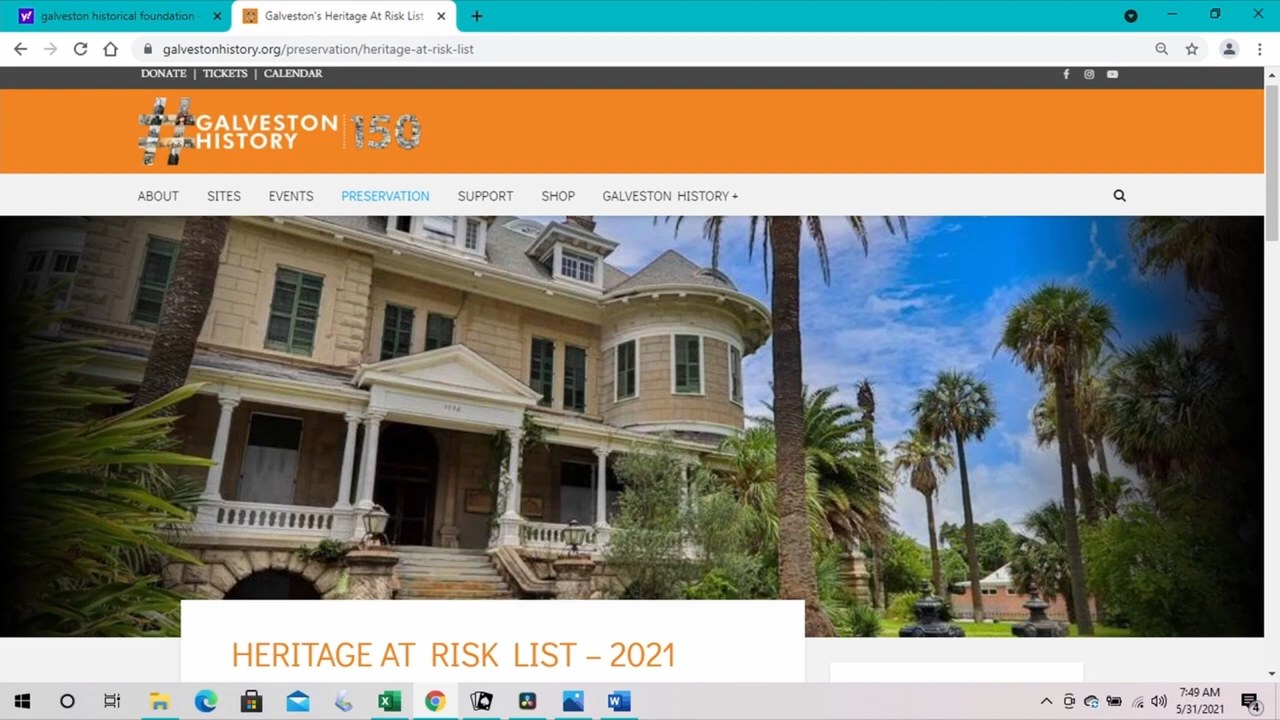 galveston historical foundation -
Galveston's Heritage At Risk List
galvestonhistory.org/preservation/heritage-at-risk-list
DONATE | TICKETS | CALENDAR
#GALVESTON HISTORY 150
ABOUT SITES EVENTS PRESERVATION SUPPORT SHOP GALVESTON HISTORY +
HERITAGE AT RISK LIST – 2021
7:49 AM
5/31/2021
4